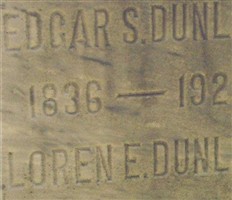 EDGAR S. DUNL
1836 — 192
LOREN E. DUNL